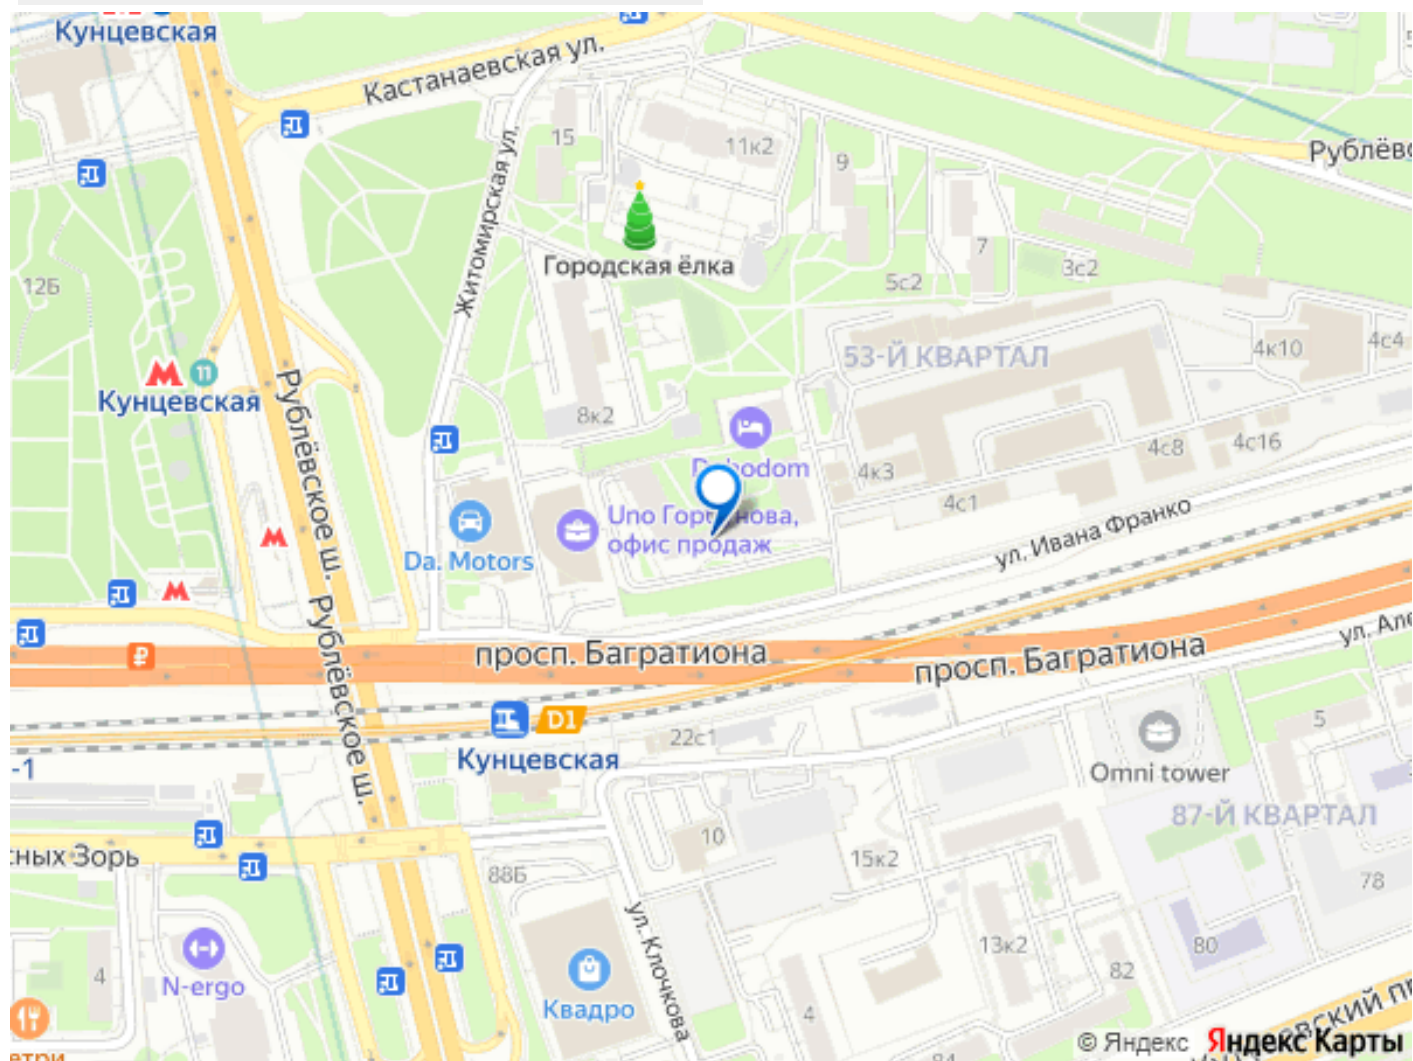 Кунцевская
Кастанаевская ул.
15
11к2
9
Житомирская ул.
Городская ёлка
7
3с2
5с2
12Б
53-Й КВАРТАЛ
4к10
4с4
11
Кунцевская
Рублёвское ш.
8к2
4с8
4с16
4к3
4с1
Uno
офис продаж
Da. Motors
ул. Ивана Франко
Рублёвское ш.
просп. Багратиона
просп. Багратиона
D1
Кунцевская
22с1
5
Omni tower
87-Й КВАРТАЛ
10
15к2
88Б
78
ул. Клочкова
13к2
80
82
4
N-ergo
Квадро
4
84
© Яндекс Яндекс Карты